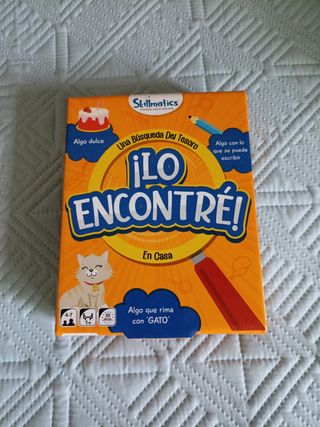 Skillmatics
Una Búsqueda Del Tesoro
Algo dulce
Algo con lo
que se puede
escribir
¡LO
ENCONTRÉ!
En Casa
Algo que rima
con 'GATO'